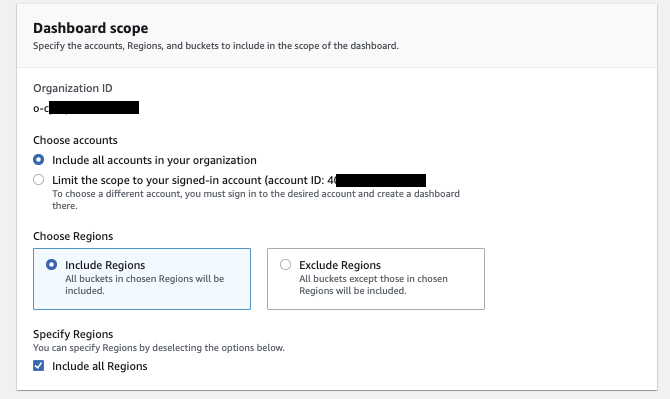 Dashboard scope
Specify the accounts, Regions, and buckets to include in the scope of the dashboard.
Organization ID
o-c
Choose accounts
Include all accounts in your organization
Limit the scope to your signed-in account (account ID: 40
To choose a different account, you must sign in to the desired account and create a dashboard
there.
Choose Regions
Include Regions
All buckets in chosen Regions will be
included.
Exclude Regions
All buckets except those in chosen
Regions will be included.
Specify Regions
You can specify Regions by deselecting the options below.
Include all Regions